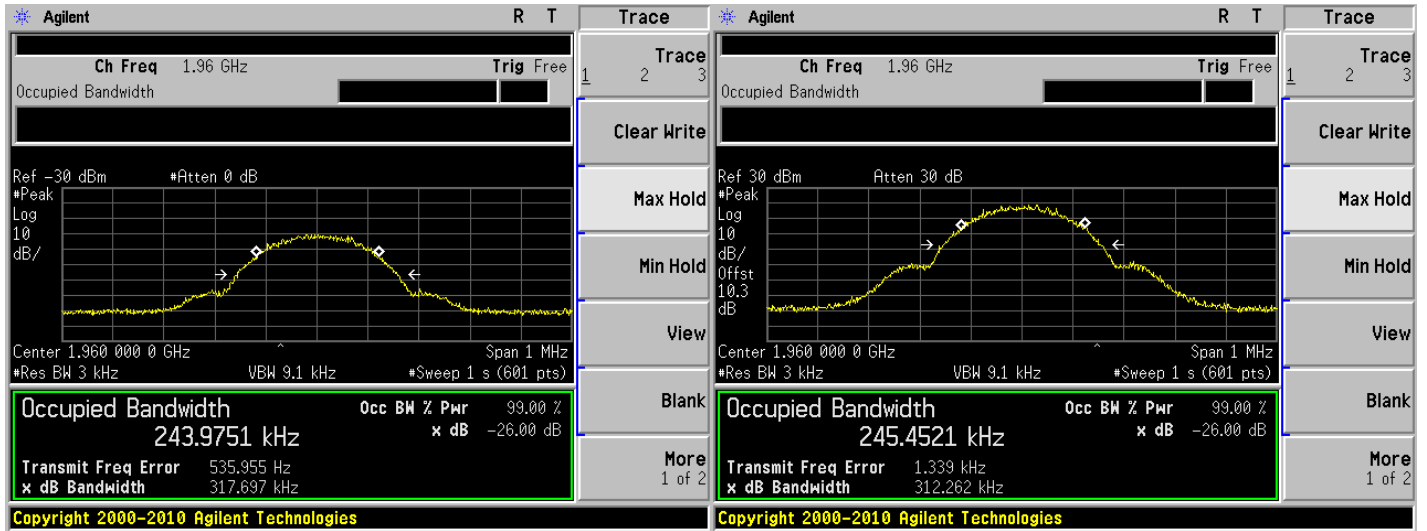 Agilent R T Trace
Ch Freq 1.96 GHz Trig Free
Occupied Bandwidth
Trace
1 2 3
Clear Write
Max Hold
Min Hold
View
Blank
More
1 of 2
Ref -30 dBm #Atten 0 dB
#Peak
Log
10
dB/
Center 1.960 000 0 GHz ^ Span 1 MHz
#Res BW 3 kHz VBW 9.1 kHz #Sweep 1 s (601 pts)
Occupied Bandwidth Occ BW % Pwr 99.00 %
243.9751 kHz x dB -26.00 dB
Transmit Freq Error 535.955 Hz
x dB Bandwidth 317.697 kHz
Copyright 2000-2010 Agilent Technologies
Agilent R T Trace
Ch Freq 1.96 GHz Trig Free
Occupied Bandwidth
Trace
1 2 3
Clear Write
Max Hold
Min Hold
View
Blank
More
1 of 2
Ref 30 dBm Atten 30 dB
#Peak
Log
10
dB/
Offst
10.3
dB
Center 1.960 000 0 GHz ^ Span 1 MHz
#Res BW 3 kHz VBW 9.1 kHz #Sweep 1 s (601 pts)
Occupied Bandwidth Occ BW % Pwr 99.00 %
245.4521 kHz x dB -26.00 dB
Transmit Freq Error 1.339 kHz
x dB Bandwidth 312.262 kHz
Copyright 2000-2010 Agilent Technologies